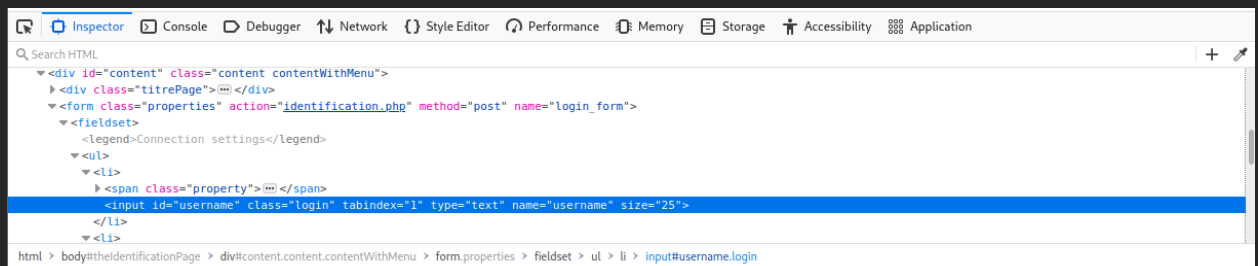 Inspector Console Debugger Network {} Style Editor Performance Memory Storage Accessibility Application
Search HTML +
<div id="content" class="content contentWithMenu">
<div class="titrePage">⋯</div>
<form class="properties" action="identification.php" method="post" name="login_form">
<fieldset>
<legend>Connection settings</legend>
<ul>
<li>
<span class="property">⋯</span>
<input id="username" class="login" tabindex="1" type="text" name="username" size="25">
</li>
<li>
html > body#theIdentificationPage > div#content.content.contentWithMenu > form.properties > fieldset > ul > li > input#username.login